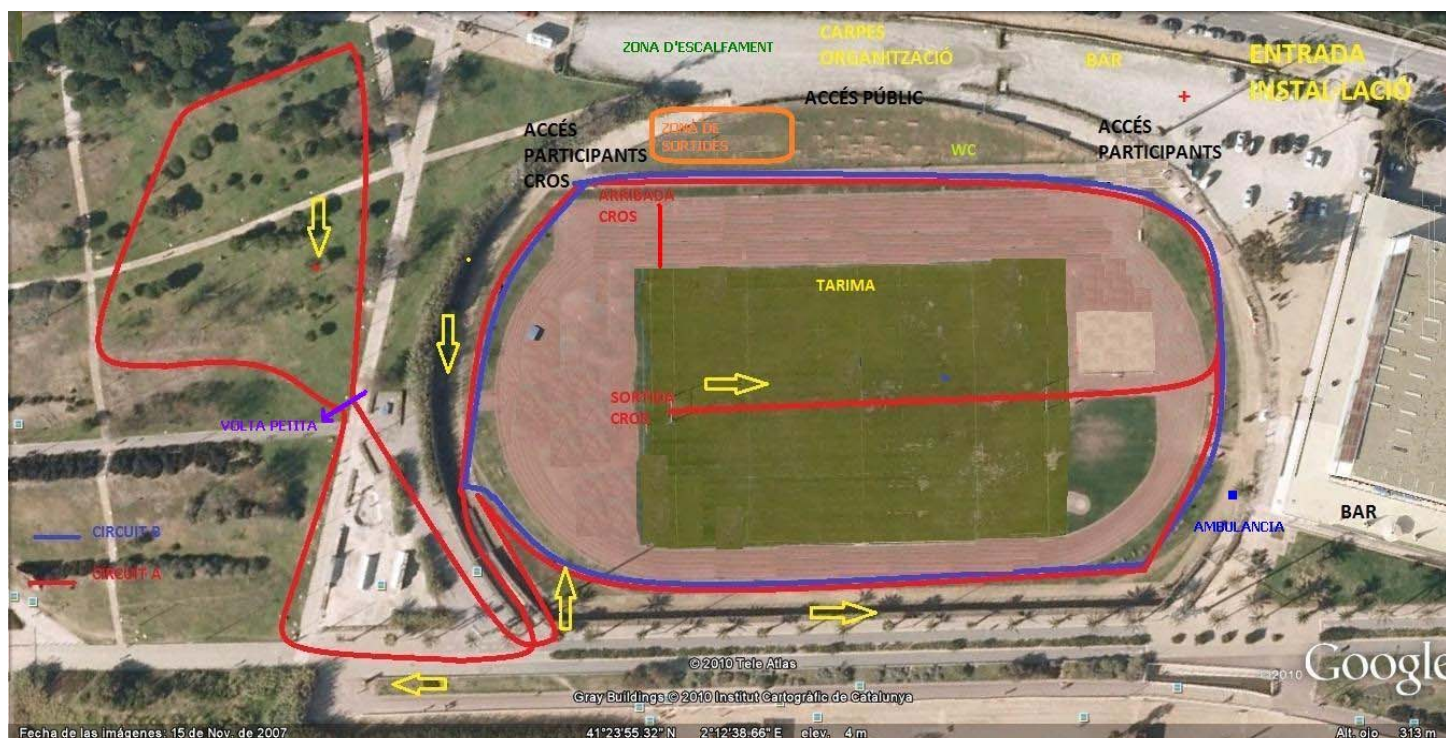 ZONA D'ESCALFAMENT
CARPES
ORGANITZACIÓ
BAR
ENTRADA
INSTAL·LACIÓ
ACCÉS PÚBLIC
ACCÉS
PARTICIPANTS
CROS
ZONA DE
SORTIDES
ACCÉS
PARTICIPANTS
WC
ARRIBADA
CROS
TARIMA
SORTIDA
CROS
VOLTA PETITA
CIRCUIT B
CIRCUIT A
AMBULANCIA
BAR
© 2010 Tele Atlas
Gray Buildings © 2010 Institut Cartogràfic de Catalunya
©2010 Google
Fecha de las imágenes: 15 de Nov. de 2007
41°23'55.32" N 2°12'38.66" E elev. 4 m
Alt. ojo 313 m